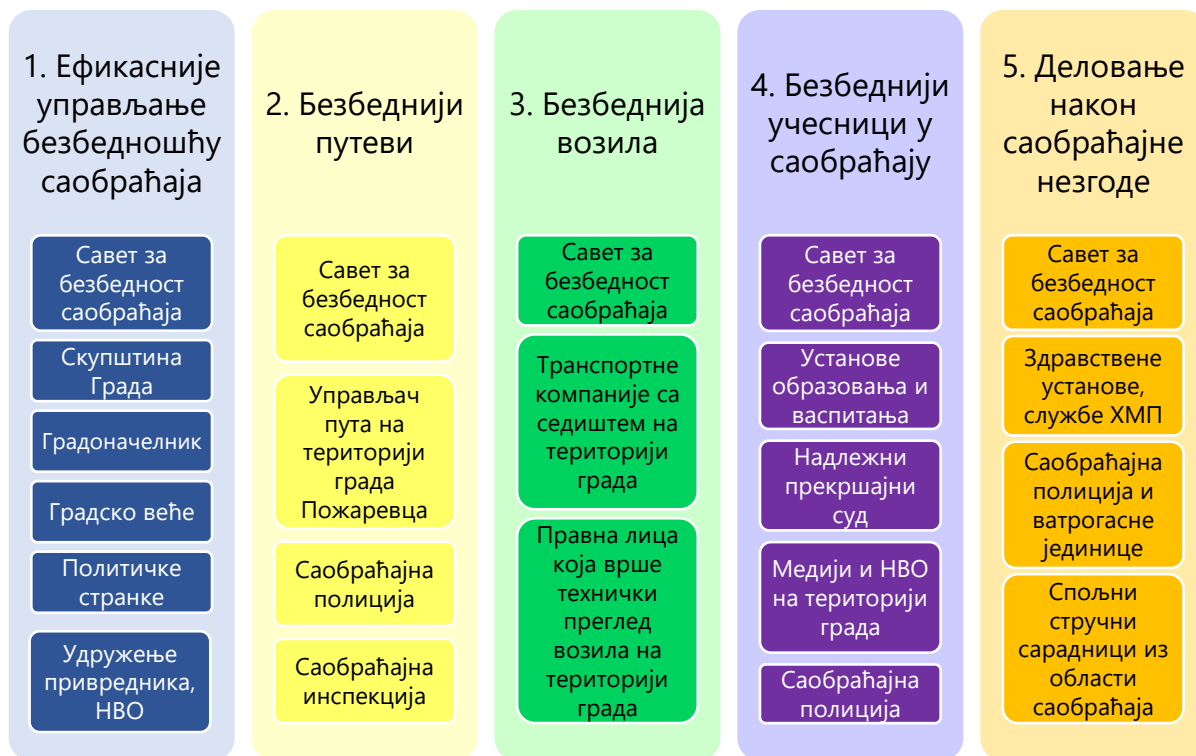 1. Ефикасније
управљање
безбедношћу
саобраћаја
Савет за
безбедност
саобраћаја
Скупштина
Града
Градоначелник
Градско веће
Политичке
странке
Удружење
привредника,
НВО
2. Безбеднији
путеви
Савет за
безбедност
саобраћаја
Управљач
пута на
територији
града
Пожаревца
Саобраћајна
полиција
Саобраћајна
инспекција
3. Безбеднија
возила
Савет за
безбедност
саобраћаја
Транспортне
компаније са
седиштем на
територији
града
Правна лица
која врше
технички
преглед
возила на
територији
града
4. Безбеднији
учесници у
саобраћају
Савет за
безбедност
саобраћаја
Установе
образовања и
васпитања
Надлежни
прекршајни
суд
Медији и НВО
на територији
града
Саобраћајна
полиција
5. Деловање
након
саобраћајне
незгоде
Савет за
безбедност
саобраћаја
Здравствене
установе,
службе ХМП
Саобраћајна
полиција и
ватрогасне
јединице
Спољни
стручни
сарадници из
области
саобраћаја